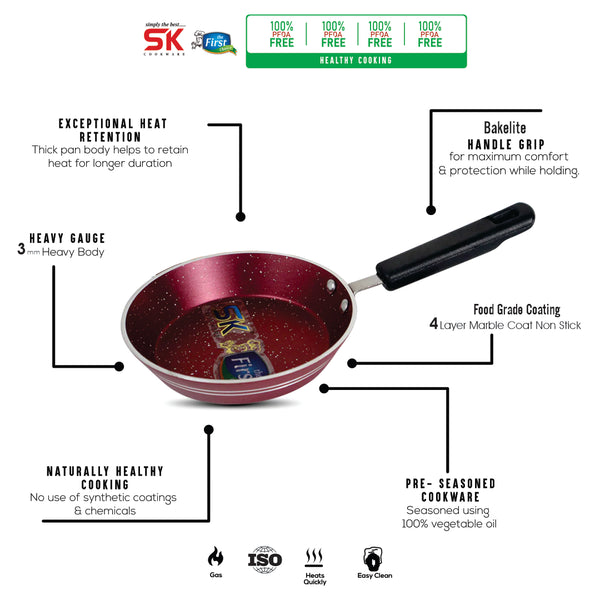 simply the best.....
SK
COOKWARE
the
First
100%
PFOA
FREE
100%
PFOA
FREE
100%
PFOA
FREE
100%
PFOA
FREE
HEALTHY COOKING
EXCEPTIONAL HEAT
RETENTION
Thick pan body helps to retain
heat for longer duration
Bakelite
HANDLE GRIP
for maximum comfort
& protection while holding.
HEAVY GAUGE
3 mm Heavy Body
Food Grade Coating
4 Layer Marble Coat Non Stick
SK
the
First
NATURALLY HEALTHY
COOKING
No use of synthetic coatings
& chemicals
PRE- SEASONED
COOKWARE
Seasoned using
100% vegetable oil
Gas
ISO
Heats
Quickly
Easy Clean